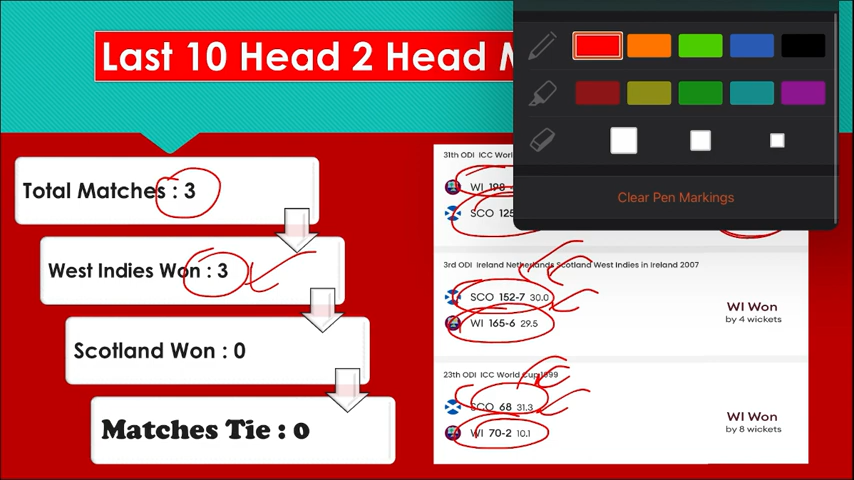 Last 10 Head 2 Head
Total Matches : 3
West Indies Won : 3
Scotland Won : 0
Matches Tie : 0
31th ODI ICC World
WI 198
SCO 125
3rd ODI Ireland Netherlands Scotland West Indies in Ireland 2007
SCO 152-7 30.0
WI 165-6 29.5
WI Won
by 4 wickets
23th ODI ICC World Cup 1999
SCO 68 31.3
WI 70-2 10.1
WI Won
by 8 wickets
Clear Pen Markings